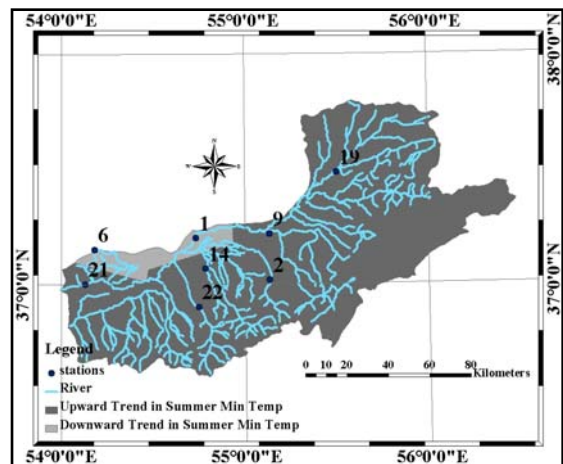 54°0'0"E 55°0'0"E 56°0'0"E
38°0'0"N
N
W E
S
19
6
1
9
14
21
2
22
37°0'0"N
37°0'0"N
Legend
stations
River
Upward Trend in Summer Min Temp
Downward Trend in Summer Min Temp
0 10 20 40 60 80
Kilometers
54°0'0"E 55°0'0"E 56°0'0"E